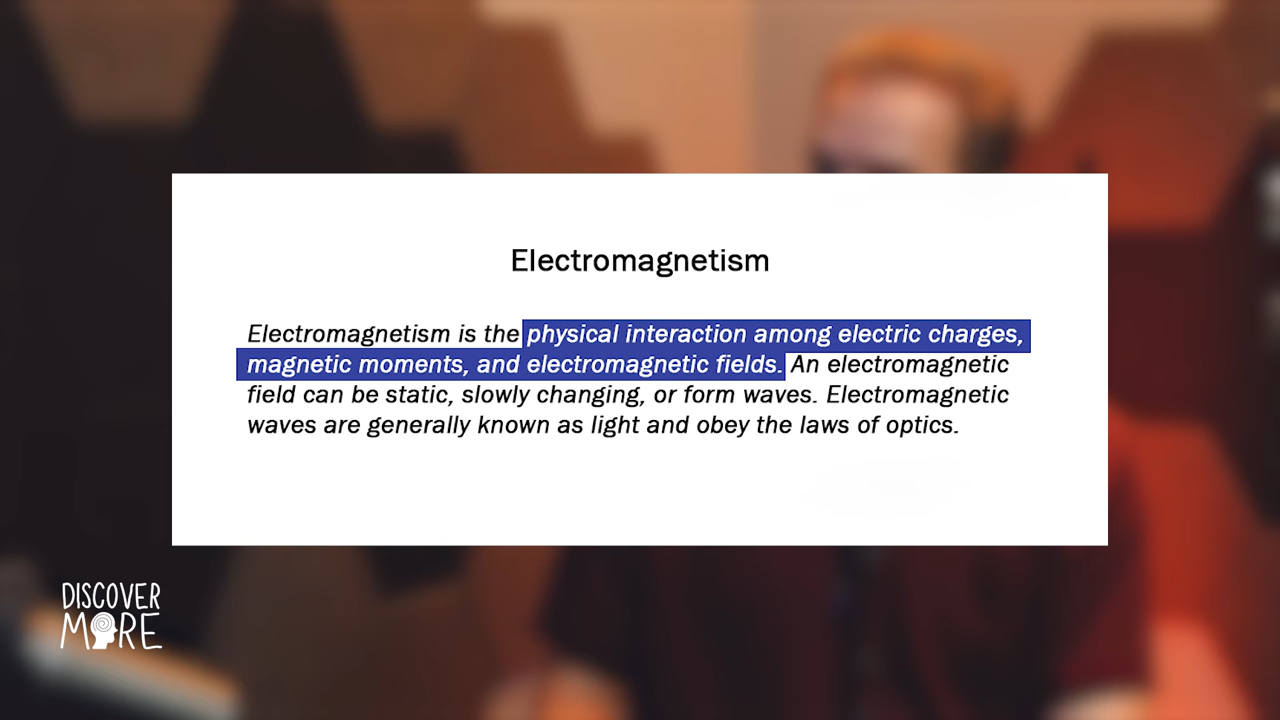 Electromagnetism
Electromagnetism is the physical interaction among electric charges,
magnetic moments, and electromagnetic fields. An electromagnetic
field can be static, slowly changing, or form waves. Electromagnetic
waves are generally known as light and obey the laws of optics.
DISCOVER
MORE